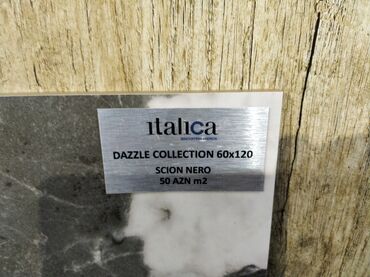 italica
DAZZLE COLLECTION 60x120
SCION NERO
50 AZN m2